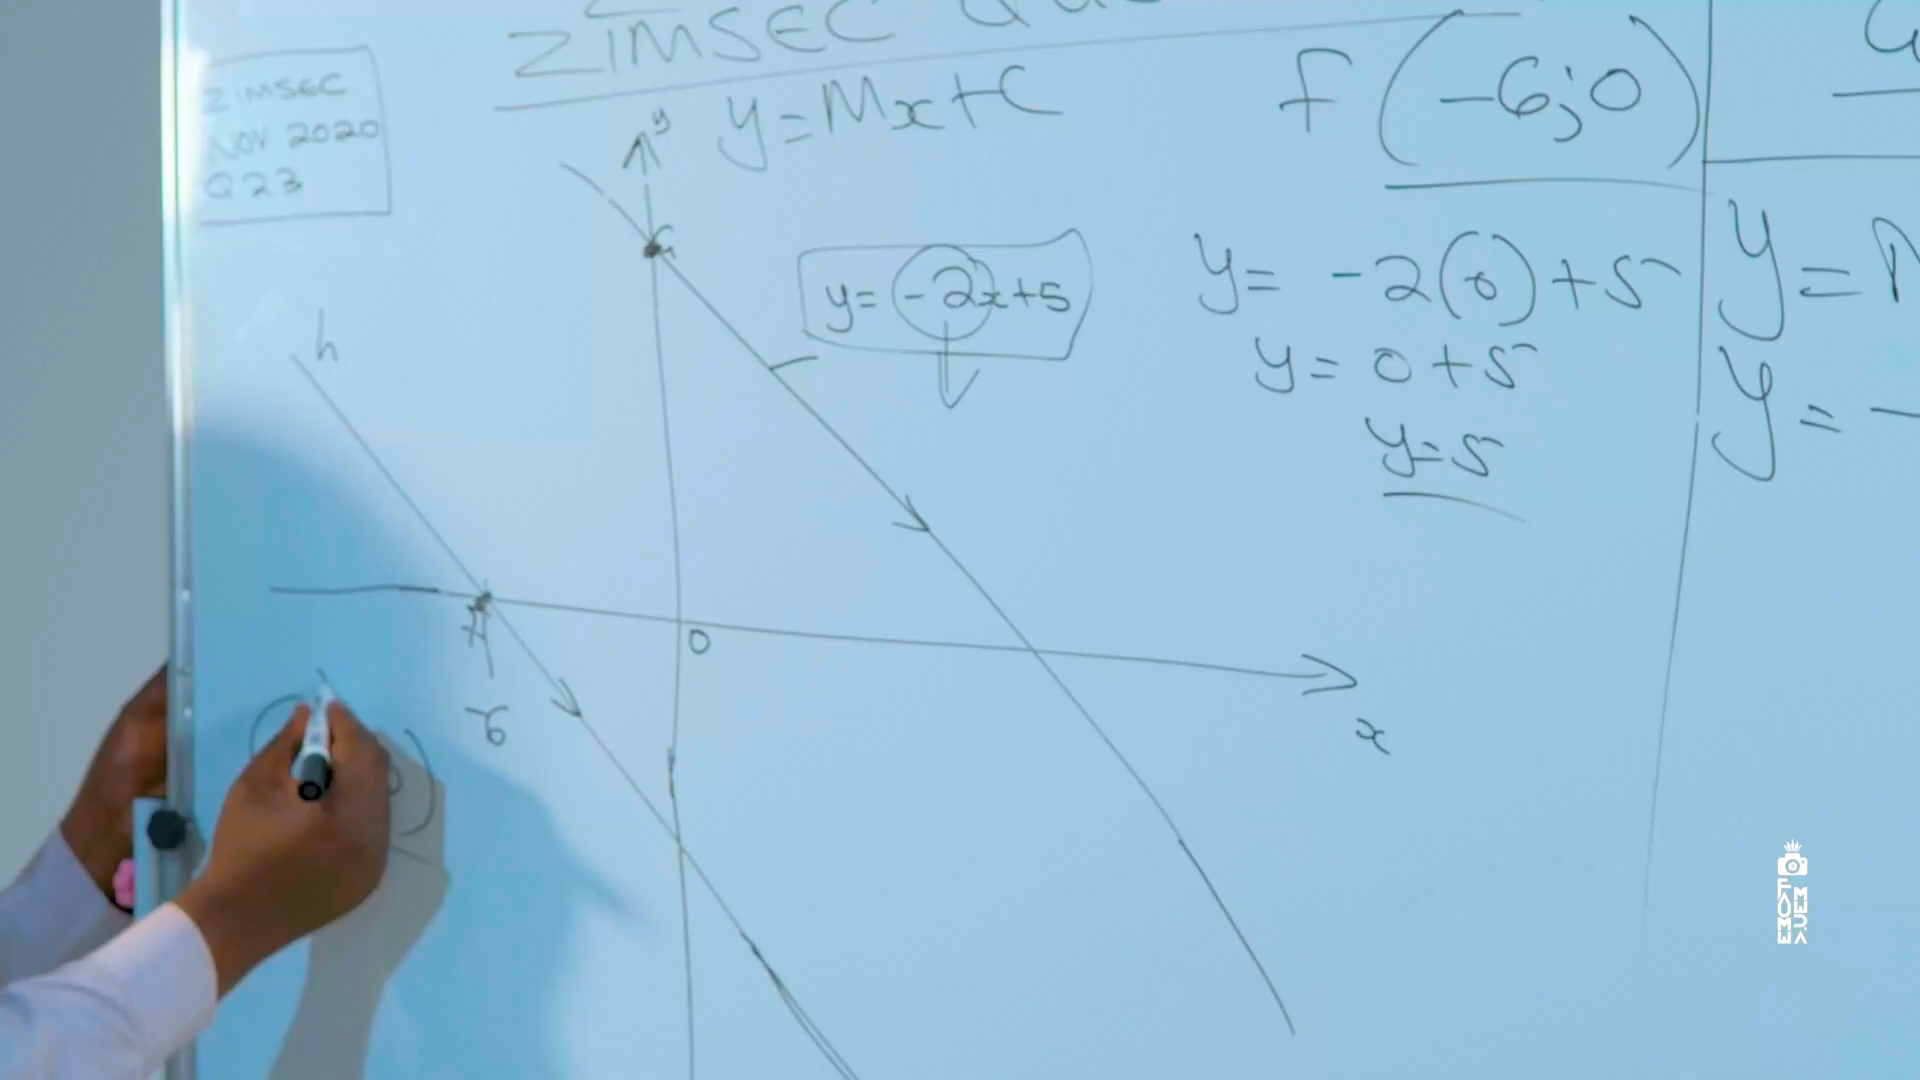 ZIMSEC
ZIMSEC
NOV 2020
Q23
y=Mx+C
F (-6;0)
y
G
y= -2x+5
h
F
-6
0
x
y= -2(0)+5
y= 0+5
y=5
y=
y= -